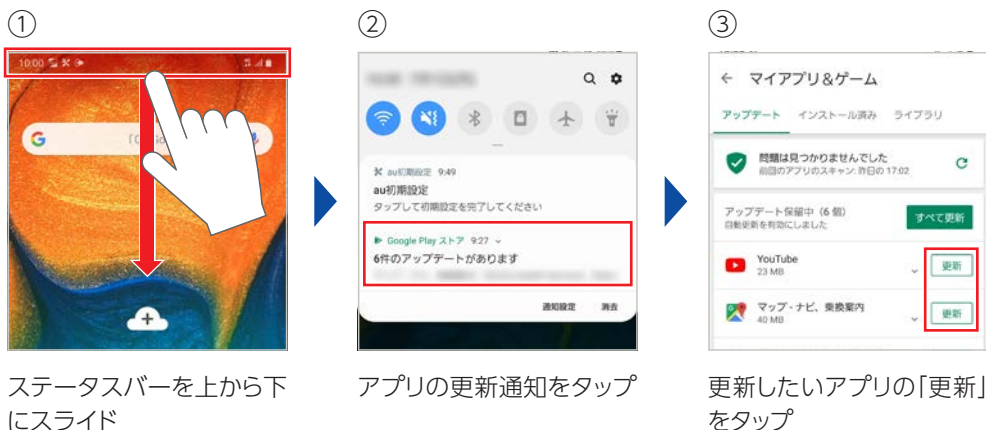 ①
10:00
②
au初期設定 9:49
au初期設定
タップして初期設定を完了してください
Google Play ストア 9:27
6件のアップデートがあります
通知設定 消去
③
マイアプリ&ゲーム
アップデート インストール済み ライブラリ
問題は見つかりませんでした
前回のアプリのスキャン: 昨日の 17:02
アップデート保留中(6 個)
自動更新を有効にしました
すべて更新
YouTube
23 MB
更新
マップ - ナビ、乗換案内
40 MB
更新
ステータスバーを上から下
にスライド
アプリの更新通知をタップ
更新したいアプリの「更新」
をタップ